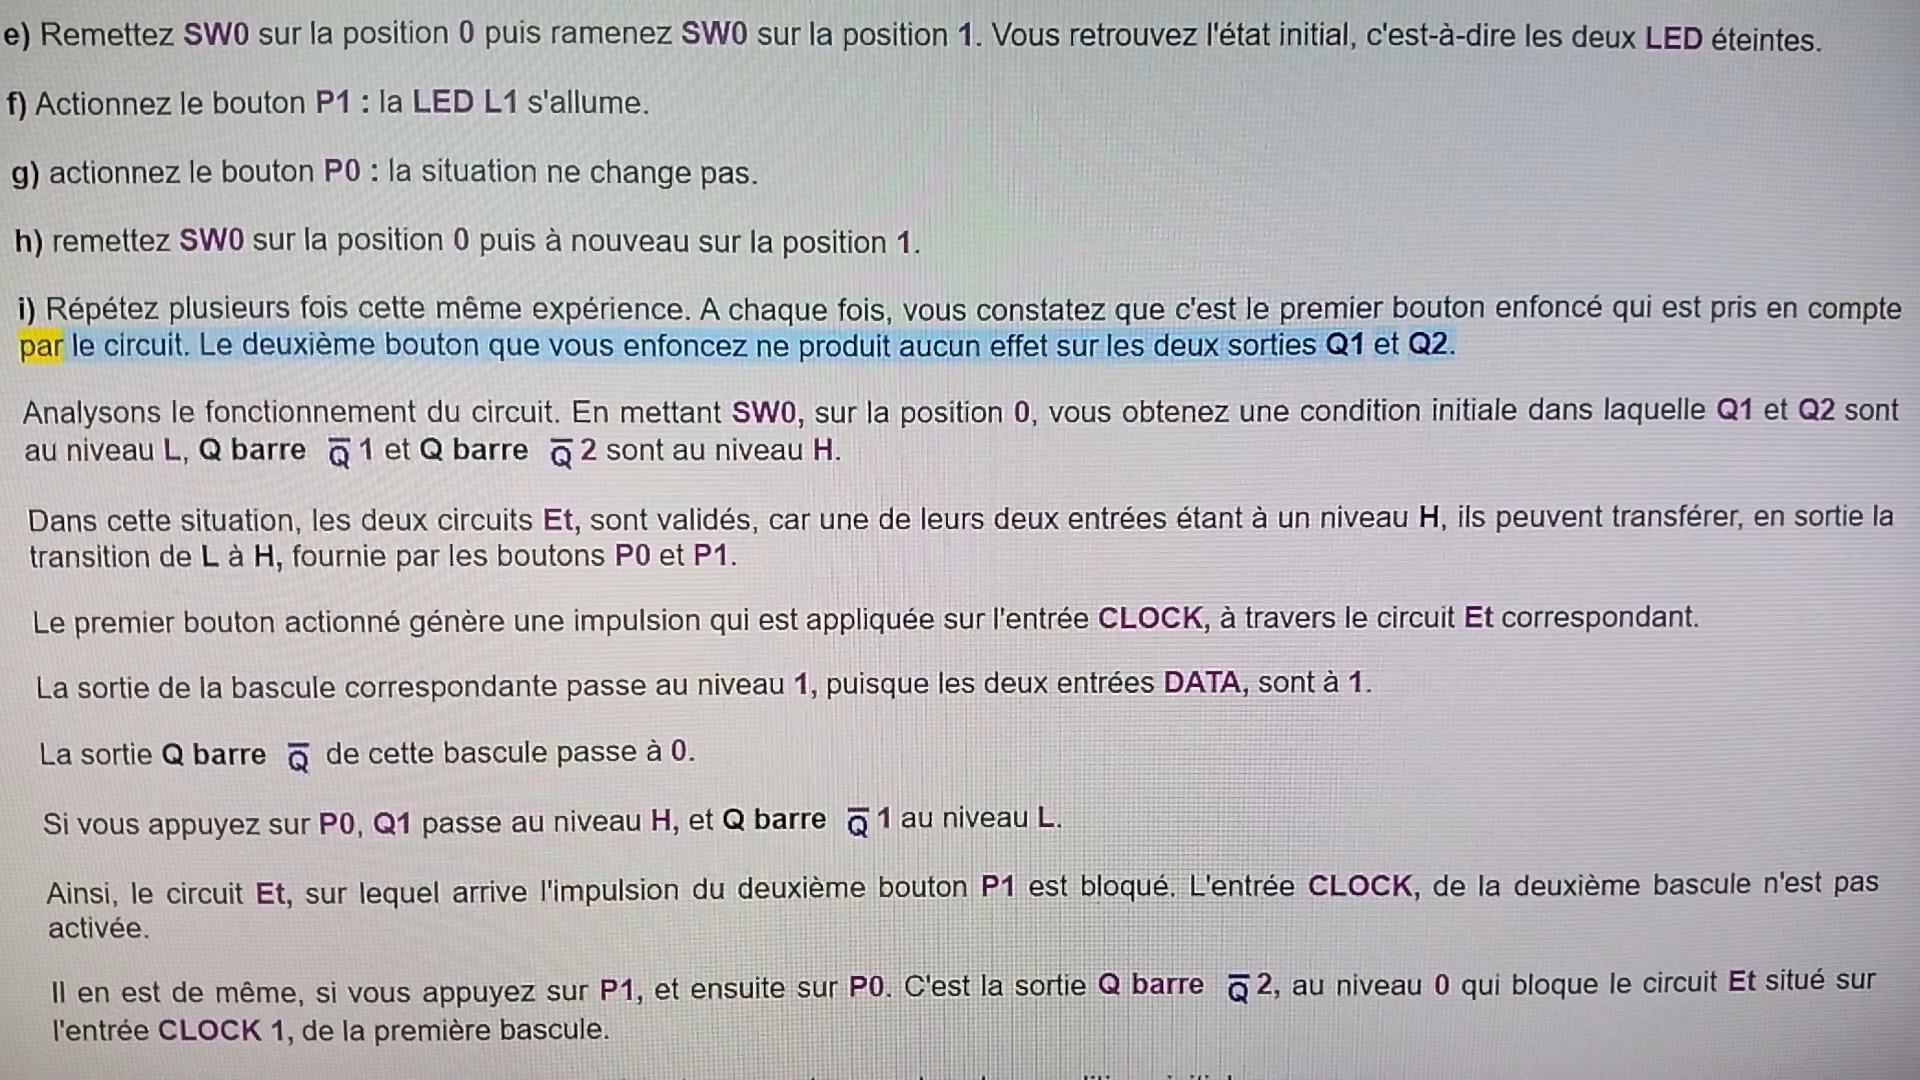 e) Remettez SW0 sur la position 0 puis ramenez SW0 sur la position 1. Vous retrouvez l'état initial, c'est-à-dire les deux LED éteintes.
f) Actionnez le bouton P1 : la LED L1 s'allume.
g) actionnez le bouton P0 : la situation ne change pas.
h) remettez SW0 sur la position 0 puis à nouveau sur la position 1.
i) Répétez plusieurs fois cette même expérience. A chaque fois, vous constatez que c'est le premier bouton enfoncé qui est pris en compte
par le circuit. Le deuxième bouton que vous enfoncez ne produit aucun effet sur les deux sorties Q1 et Q2.
Analysons le fonctionnement du circuit. En mettant SW0, sur la position 0, vous obtenez une condition initiale dans laquelle Q1 et Q2 sont
au niveau L, Q barre Q̅ 1 et Q barre Q̅ 2 sont au niveau H.
Dans cette situation, les deux circuits Et, sont validés, car une de leurs deux entrées étant à un niveau H, ils peuvent transférer, en sortie la
transition de L à H, fournie par les boutons P0 et P1.
Le premier bouton actionné génère une impulsion qui est appliquée sur l'entrée CLOCK, à travers le circuit Et correspondant.
La sortie de la bascule correspondante passe au niveau 1, puisque les deux entrées DATA, sont à 1.
La sortie Q barre Q̅ de cette bascule passe à 0.
Si vous appuyez sur P0, Q1 passe au niveau H, et Q barre Q̅ 1 au niveau L.
Ainsi, le circuit Et, sur lequel arrive l'impulsion du deuxième bouton P1 est bloqué. L'entrée CLOCK, de la deuxième bascule n'est pas
activée.
Il en est de même, si vous appuyez sur P1, et ensuite sur P0. C'est la sortie Q barre Q̅ 2, au niveau 0 qui bloque le circuit Et situé sur
l'entrée CLOCK 1, de la première bascule.